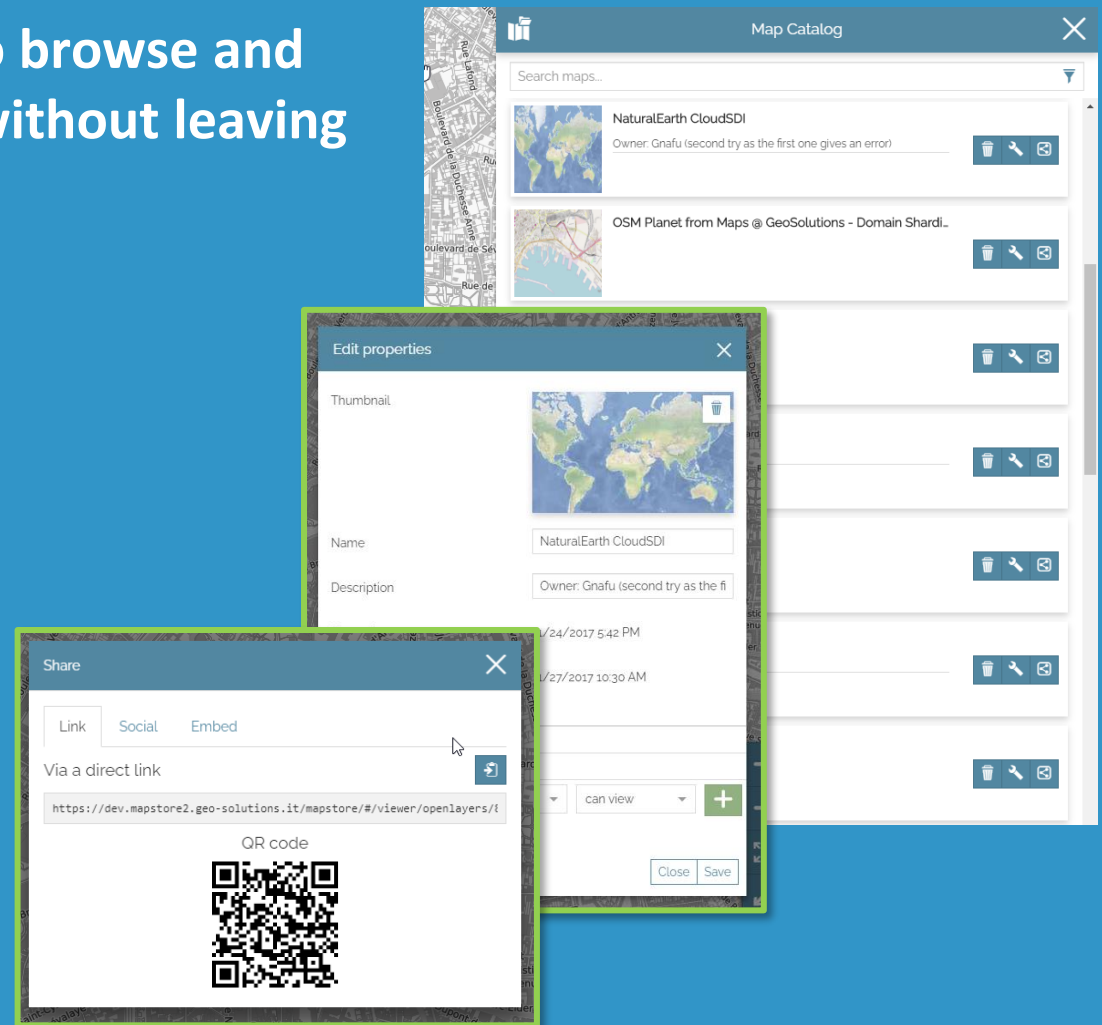 browse and
without leaving
Map Catalog
Search maps...
NaturalEarth CloudSDI
Owner: Gnafu (second try as the first one gives an error)
OSM Planet from Maps @ GeoSolutions - Domain Shardi...
Rue Lafond
Boulevard de la Duchesse Anne
Rue de
Edit properties
Thumbnail
Name
NaturalEarth CloudSDI
Description
Owner: Gnafu (second try as the fi
1/24/2017 5:42 PM
1/27/2017 10:30 AM
can view
Close
Save
Share
Link
Social
Embed
Via a direct link
https://dev.mapstore2.geo-solutions.it/mapstore/#/viewer/openlayers/
QR code